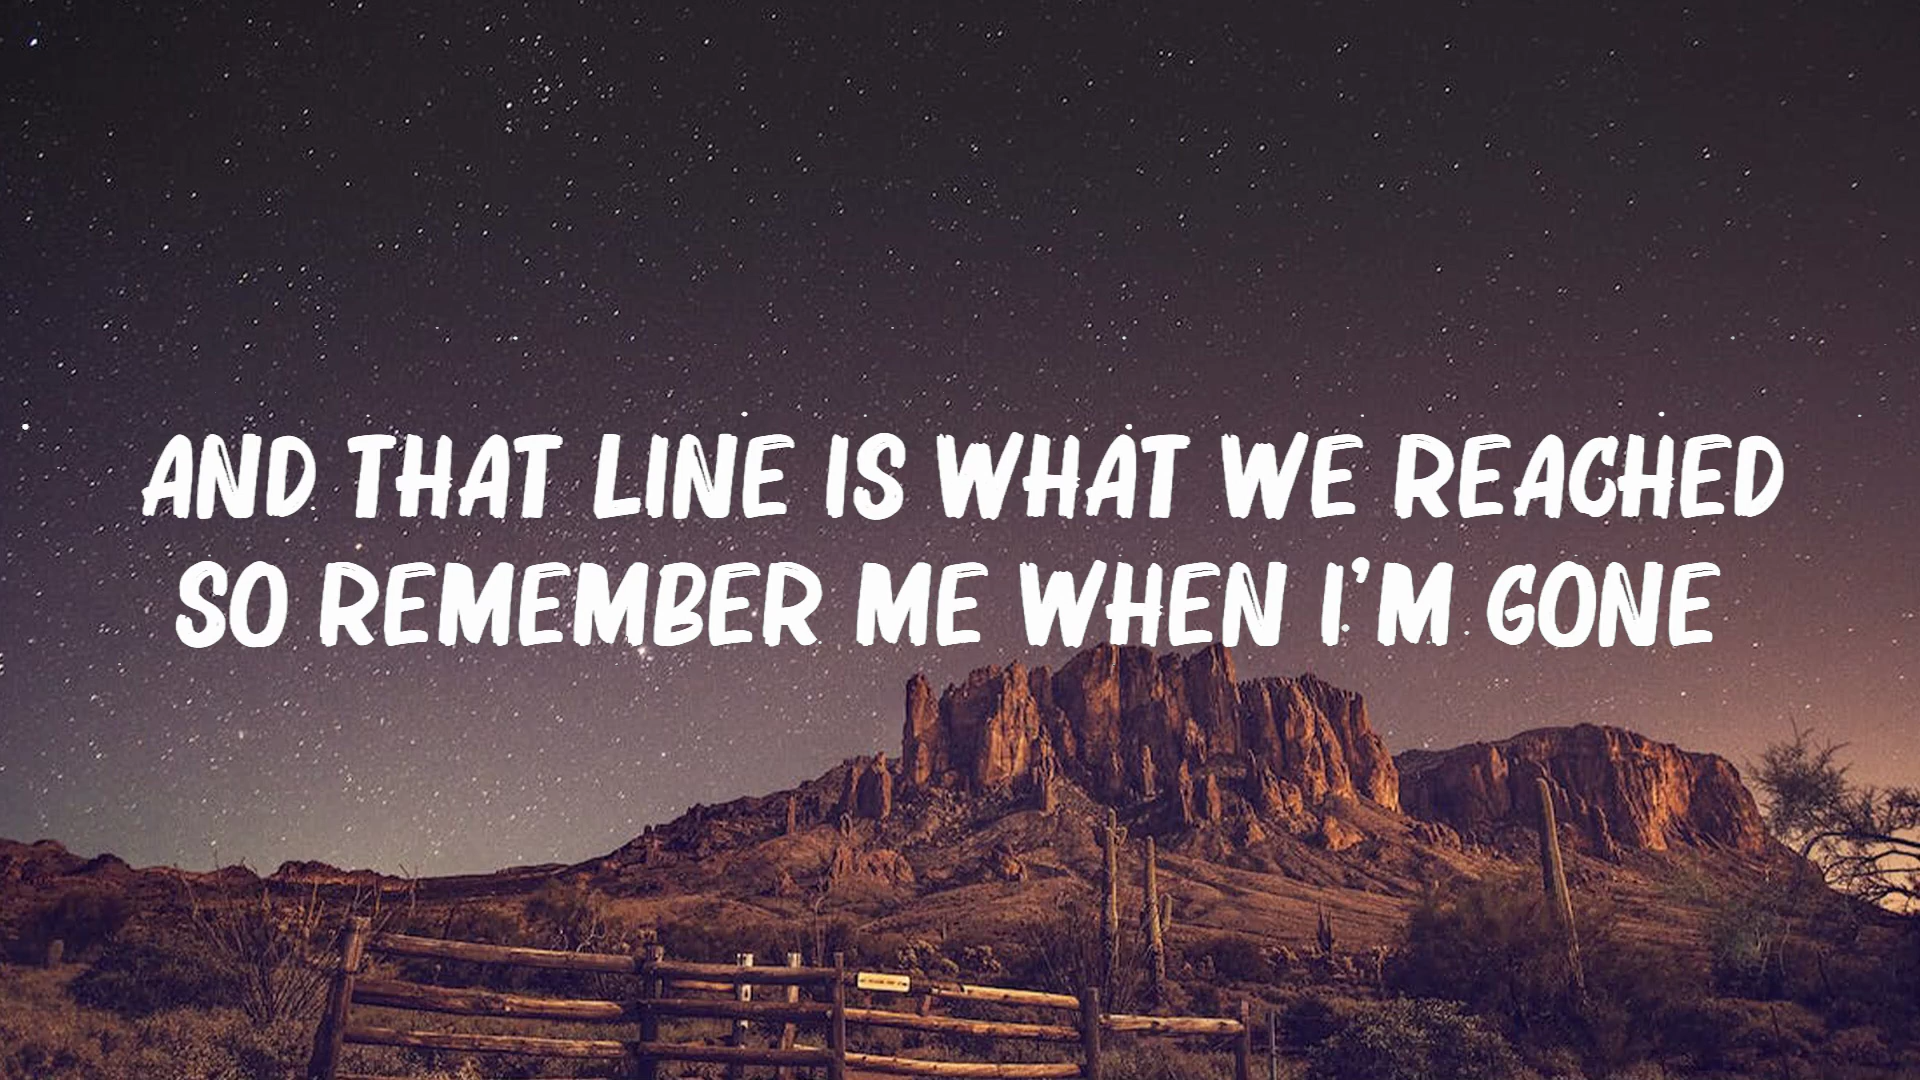 AND THAT LINE IS WHAT WE REACHED
SO REMEMBER ME WHEN I'M GONE